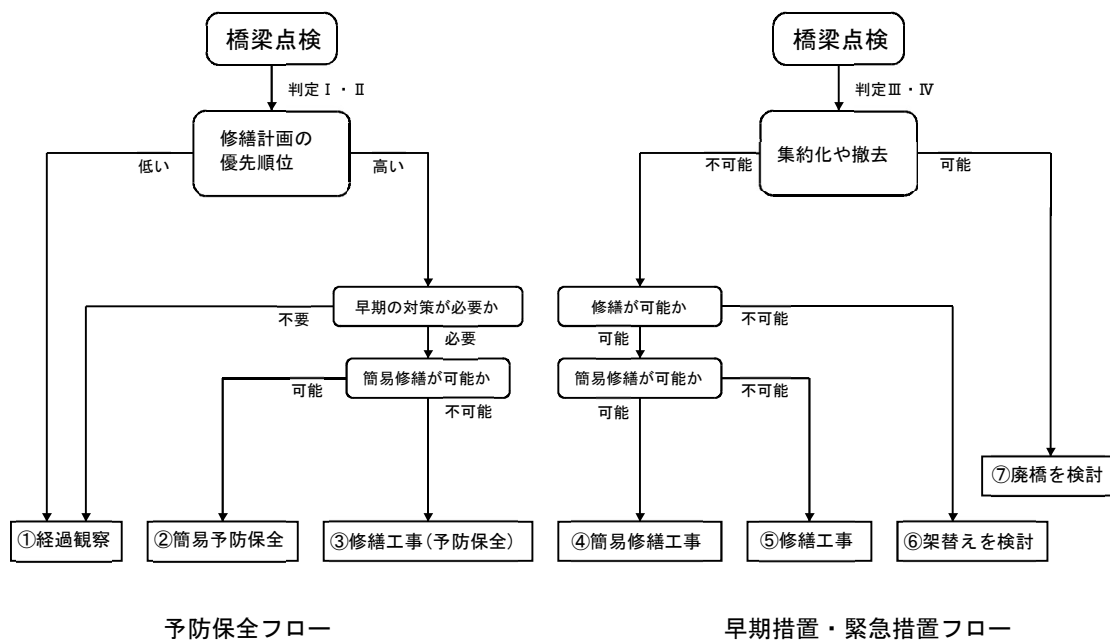 橋梁点検
判定Ⅰ・Ⅱ
修繕計画の
優先順位
低い
高い
早期の対策が必要か
不要
必要
簡易修繕が可能か
可能
不可能
①経過観察
②簡易予防保全
③修繕工事(予防保全)
予防保全フロー
橋梁点検
判定Ⅲ・Ⅳ
集約化や撤去
不可能
可能
修繕が可能か
可能
不可能
簡易修繕が可能か
可能
不可能
⑦廃橋を検討
④簡易修繕工事
⑤修繕工事
⑥架替えを検討
早期措置・緊急措置フロー